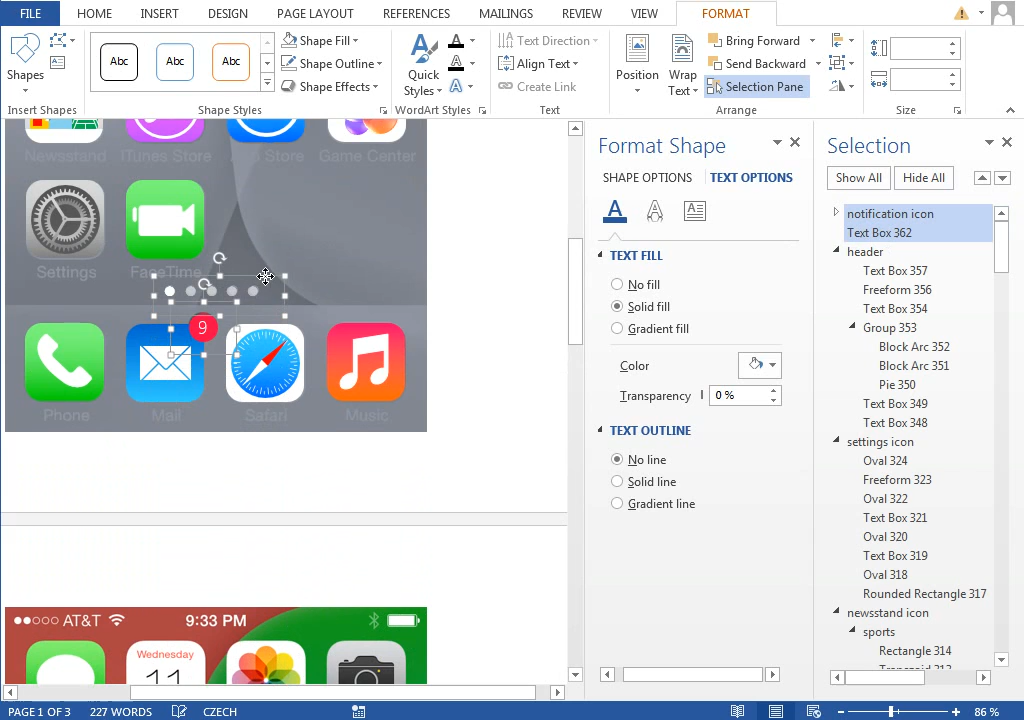 FILE HOME INSERT DESIGN PAGE LAYOUT REFERENCES MAILINGS REVIEW VIEW FORMAT
Shapes
Abc Abc Abc
Shape Fill
Shape Outline
Shape Effects
Quick Styles
A A A
Text Direction
Align Text
Create Link
Position
Wrap Text
Bring Forward
Send Backward
Selection Pane
Insert Shapes Shape Styles WordArt Styles Text Arrange Size
Newsstand iTunes Store App Store Game Center
Settings FaceTime
9
Phone Mail Safari Music
AT&T 9:33 PM
Wednesday
11
Format Shape
SHAPE OPTIONS TEXT OPTIONS
TEXT FILL
No fill
Solid fill
Gradient fill
Color
Transparency 0 %
TEXT OUTLINE
No line
Solid line
Gradient line
Selection
Show All Hide All
notification icon
Text Box 362
header
Text Box 357
Freeform 356
Text Box 354
Group 353
Block Arc 352
Block Arc 351
Pie 350
Text Box 349
Text Box 348
settings icon
Oval 324
Freeform 323
Oval 322
Text Box 321
Oval 320
Text Box 319
Oval 318
Rounded Rectangle 317
newsstand icon
sports
Rectangle 314
PAGE 1 OF 3 227 WORDS CZECH 86 %